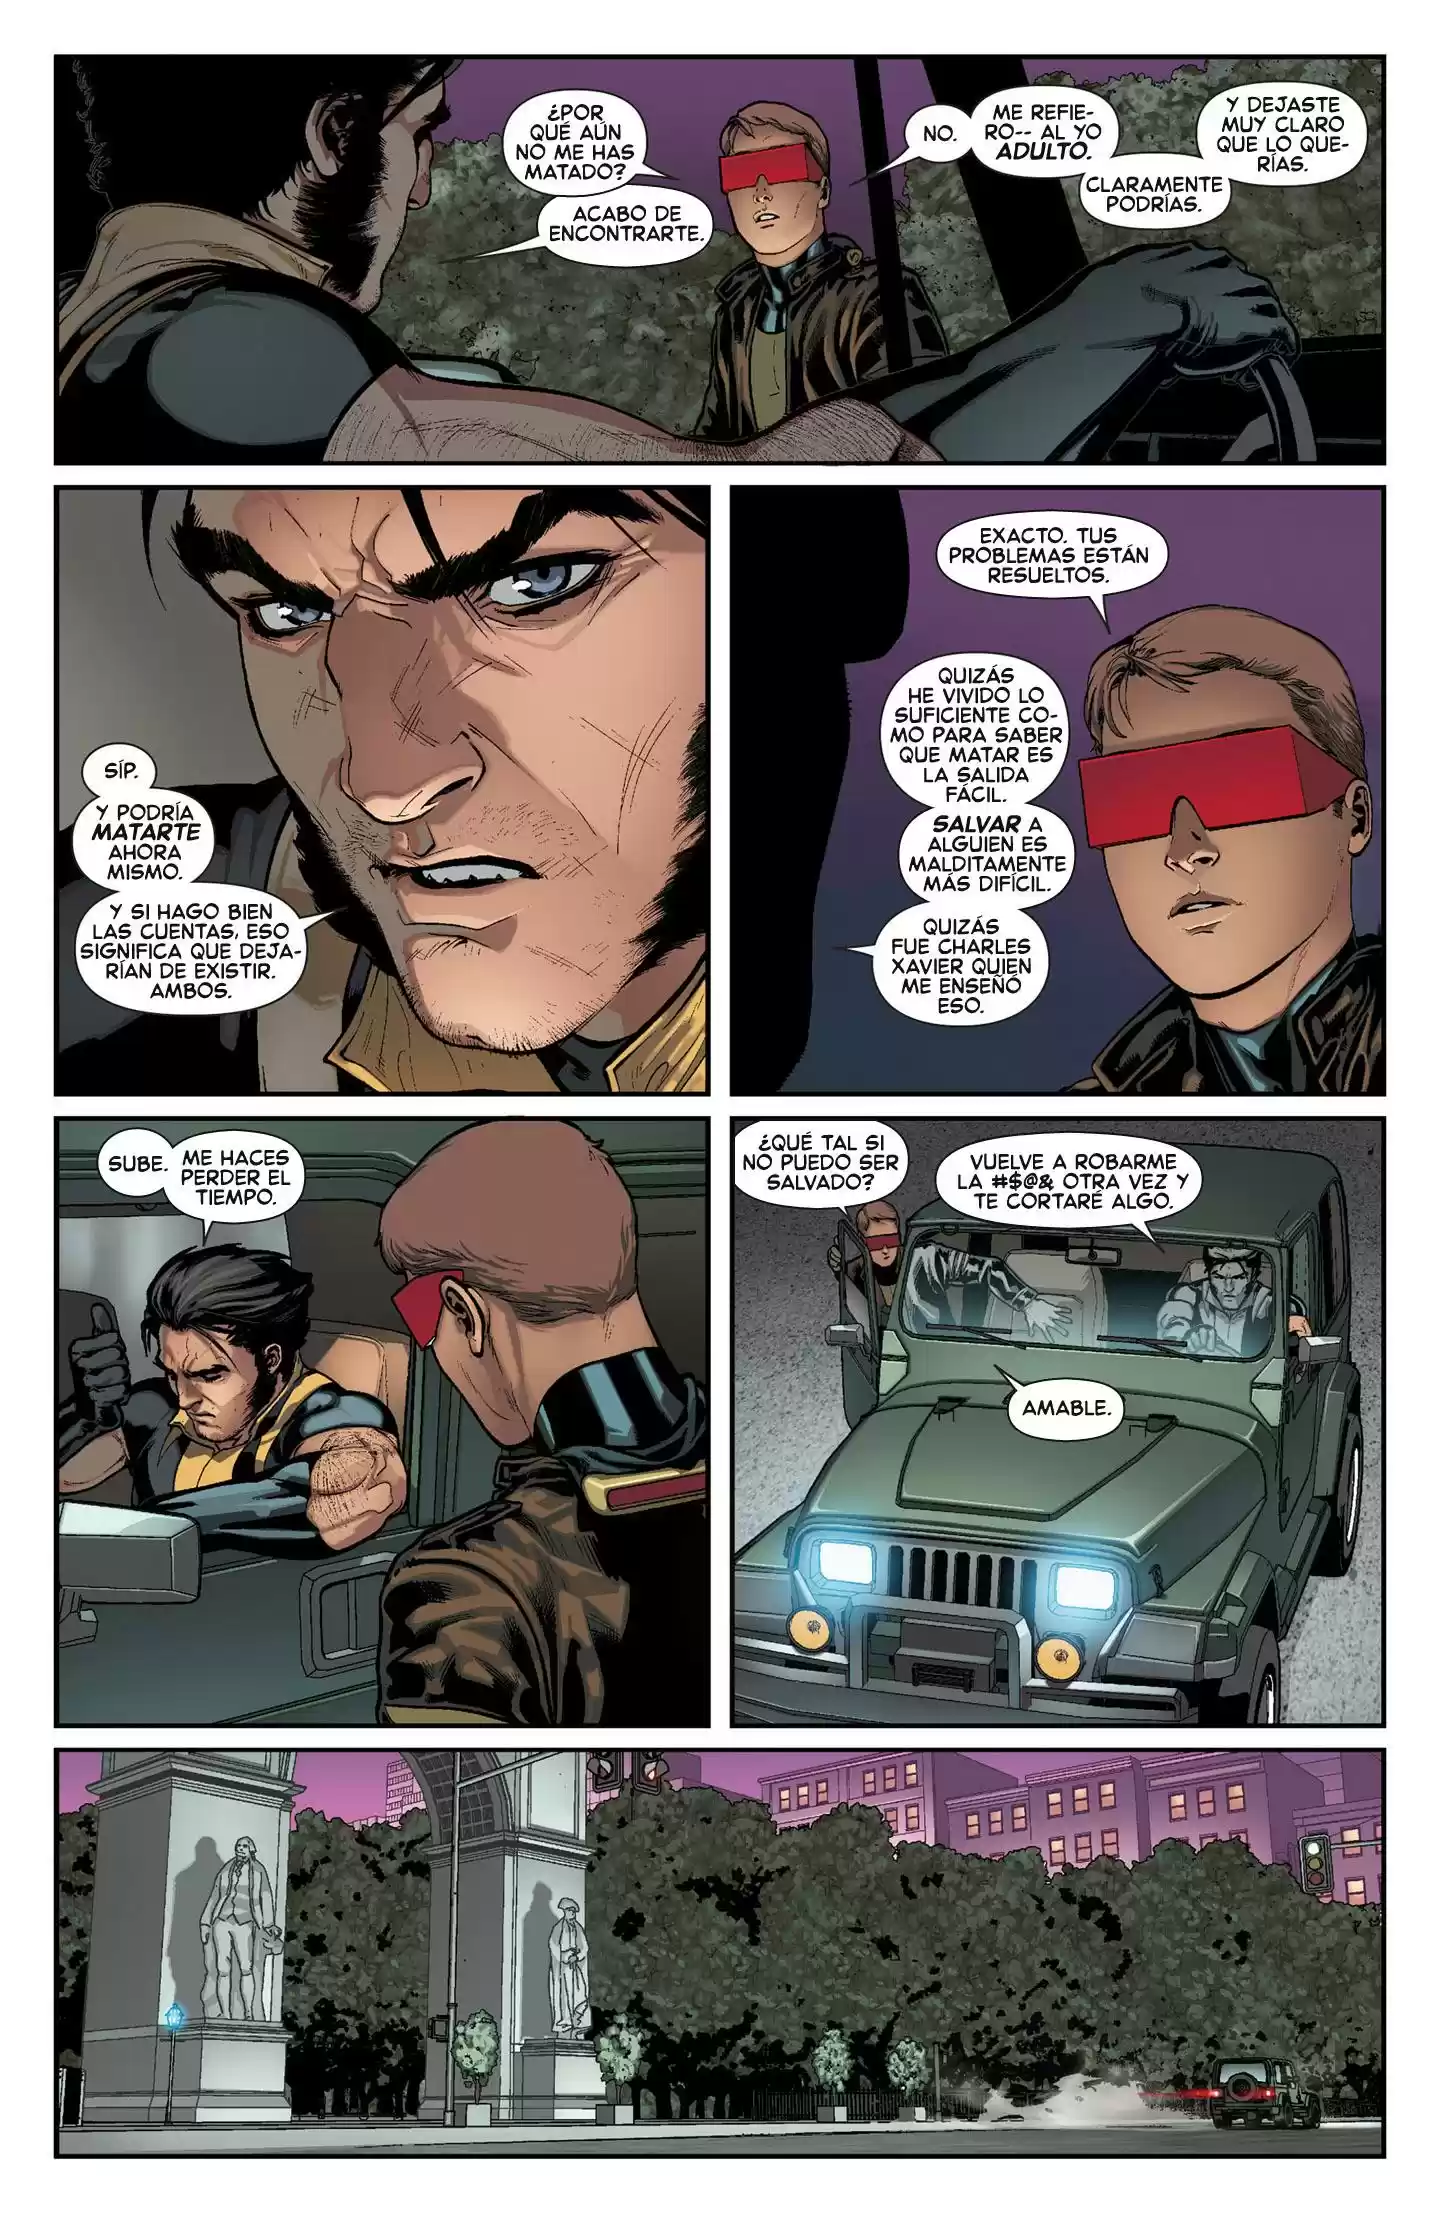 ¿POR
QUÉ AÚN
NO ME HAS
MATADO?
ACABO DE
ENCONTRARTE.
NO.
ME REFIE-
RO-- AL YO
ADULTO.
CLARAMENTE
PODRÍAS.
Y DEJASTE
MUY CLARO
QUE LO QUE-
RÍAS.
SÍP.
Y PODRÍA
MATARTE
AHORA
MISMO.
Y SI HAGO BIEN
LAS CUENTAS, ESO
SIGNIFICA QUE DEJA-
RÍAN DE EXISTIR.
AMBOS.
EXACTO. TUS
PROBLEMAS ESTÁN
RESUELTOS.
QUIZÁS
HE VIVIDO LO
SUFICIENTE CO-
MO PARA SABER
QUE MATAR ES
LA SALIDA
FÁCIL.
SALVAR A
ALGUIEN ES
MALDITAMENTE
MÁS DIFÍCIL.
QUIZÁS
FUE CHARLES
XAVIER QUIEN
ME ENSEÑÓ
ESO.
SUBE.
ME HACES
PERDER EL
TIEMPO.
¿QUÉ TAL SI
NO PUEDO SER
SALVADO?
VUELVE A ROBARME
LA #$@& OTRA VEZ Y
TE CORTARÉ ALGO.
AMABLE.